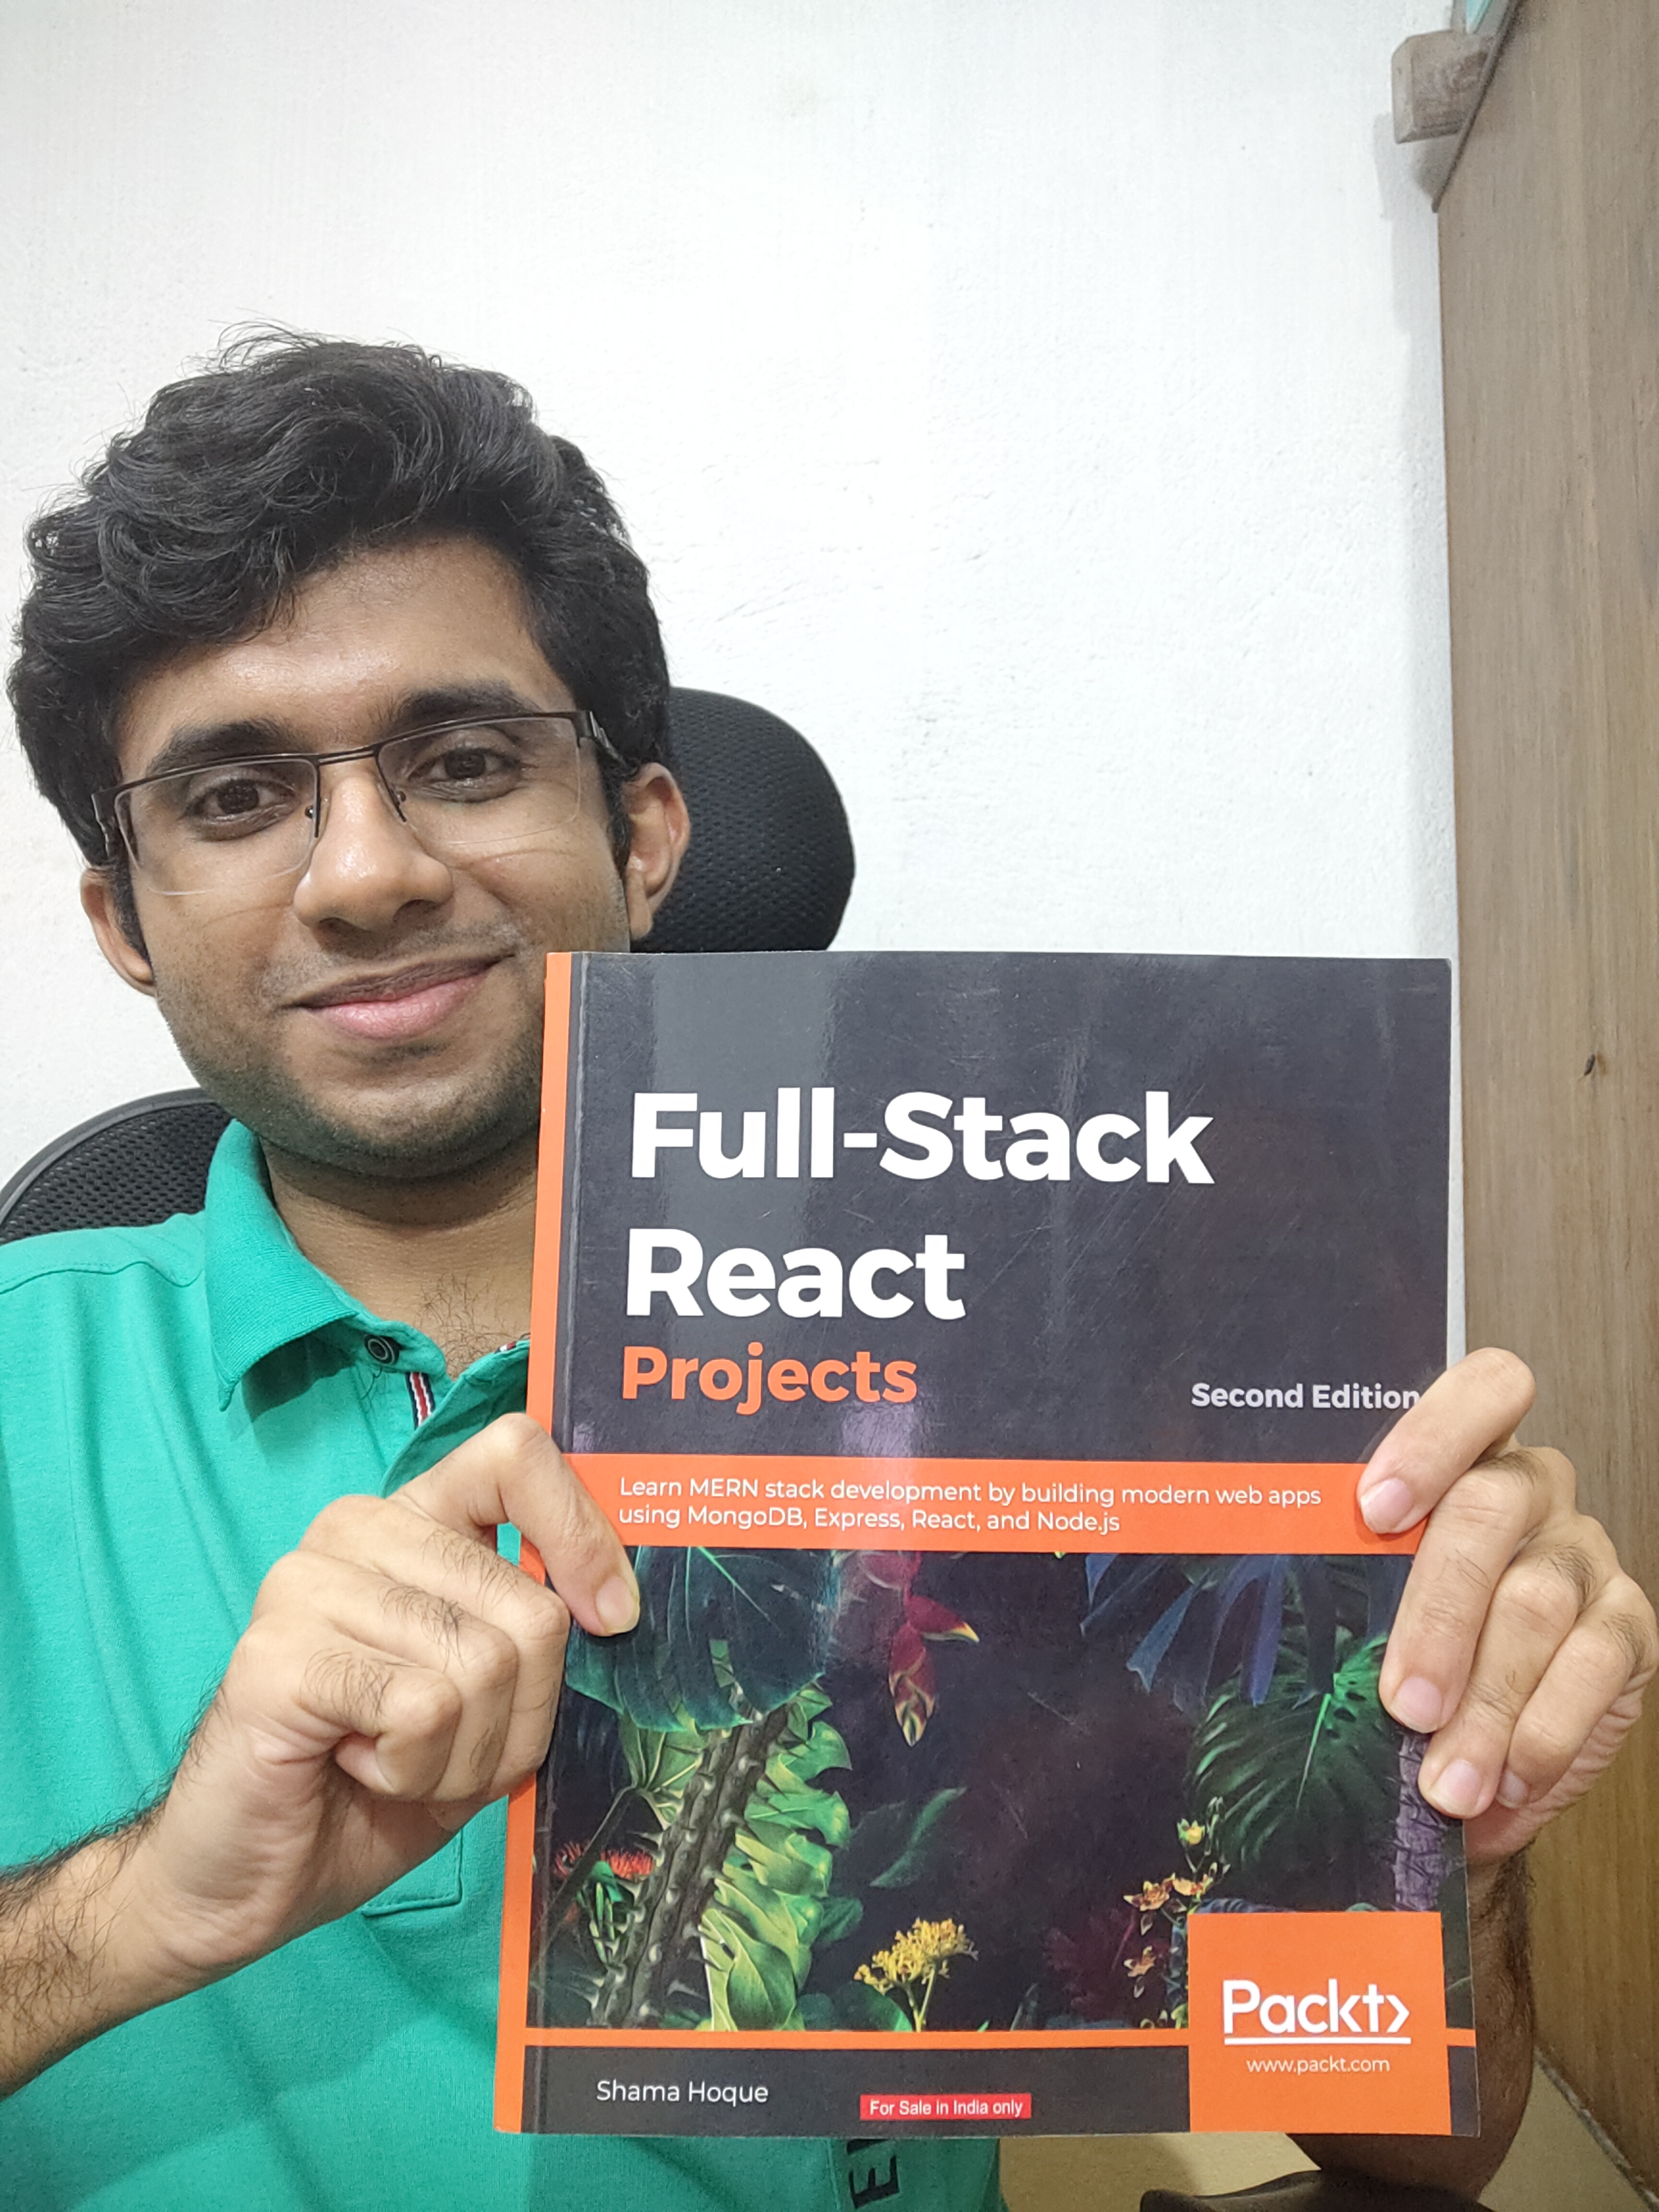 Full-Stack
React
Projects
Second Edition
Learn MERN stack development by building modern web apps
using MongoDB, Express, React, and Node.js
Packt>
www.packt.com
Shama Hoque
For Sale in India only